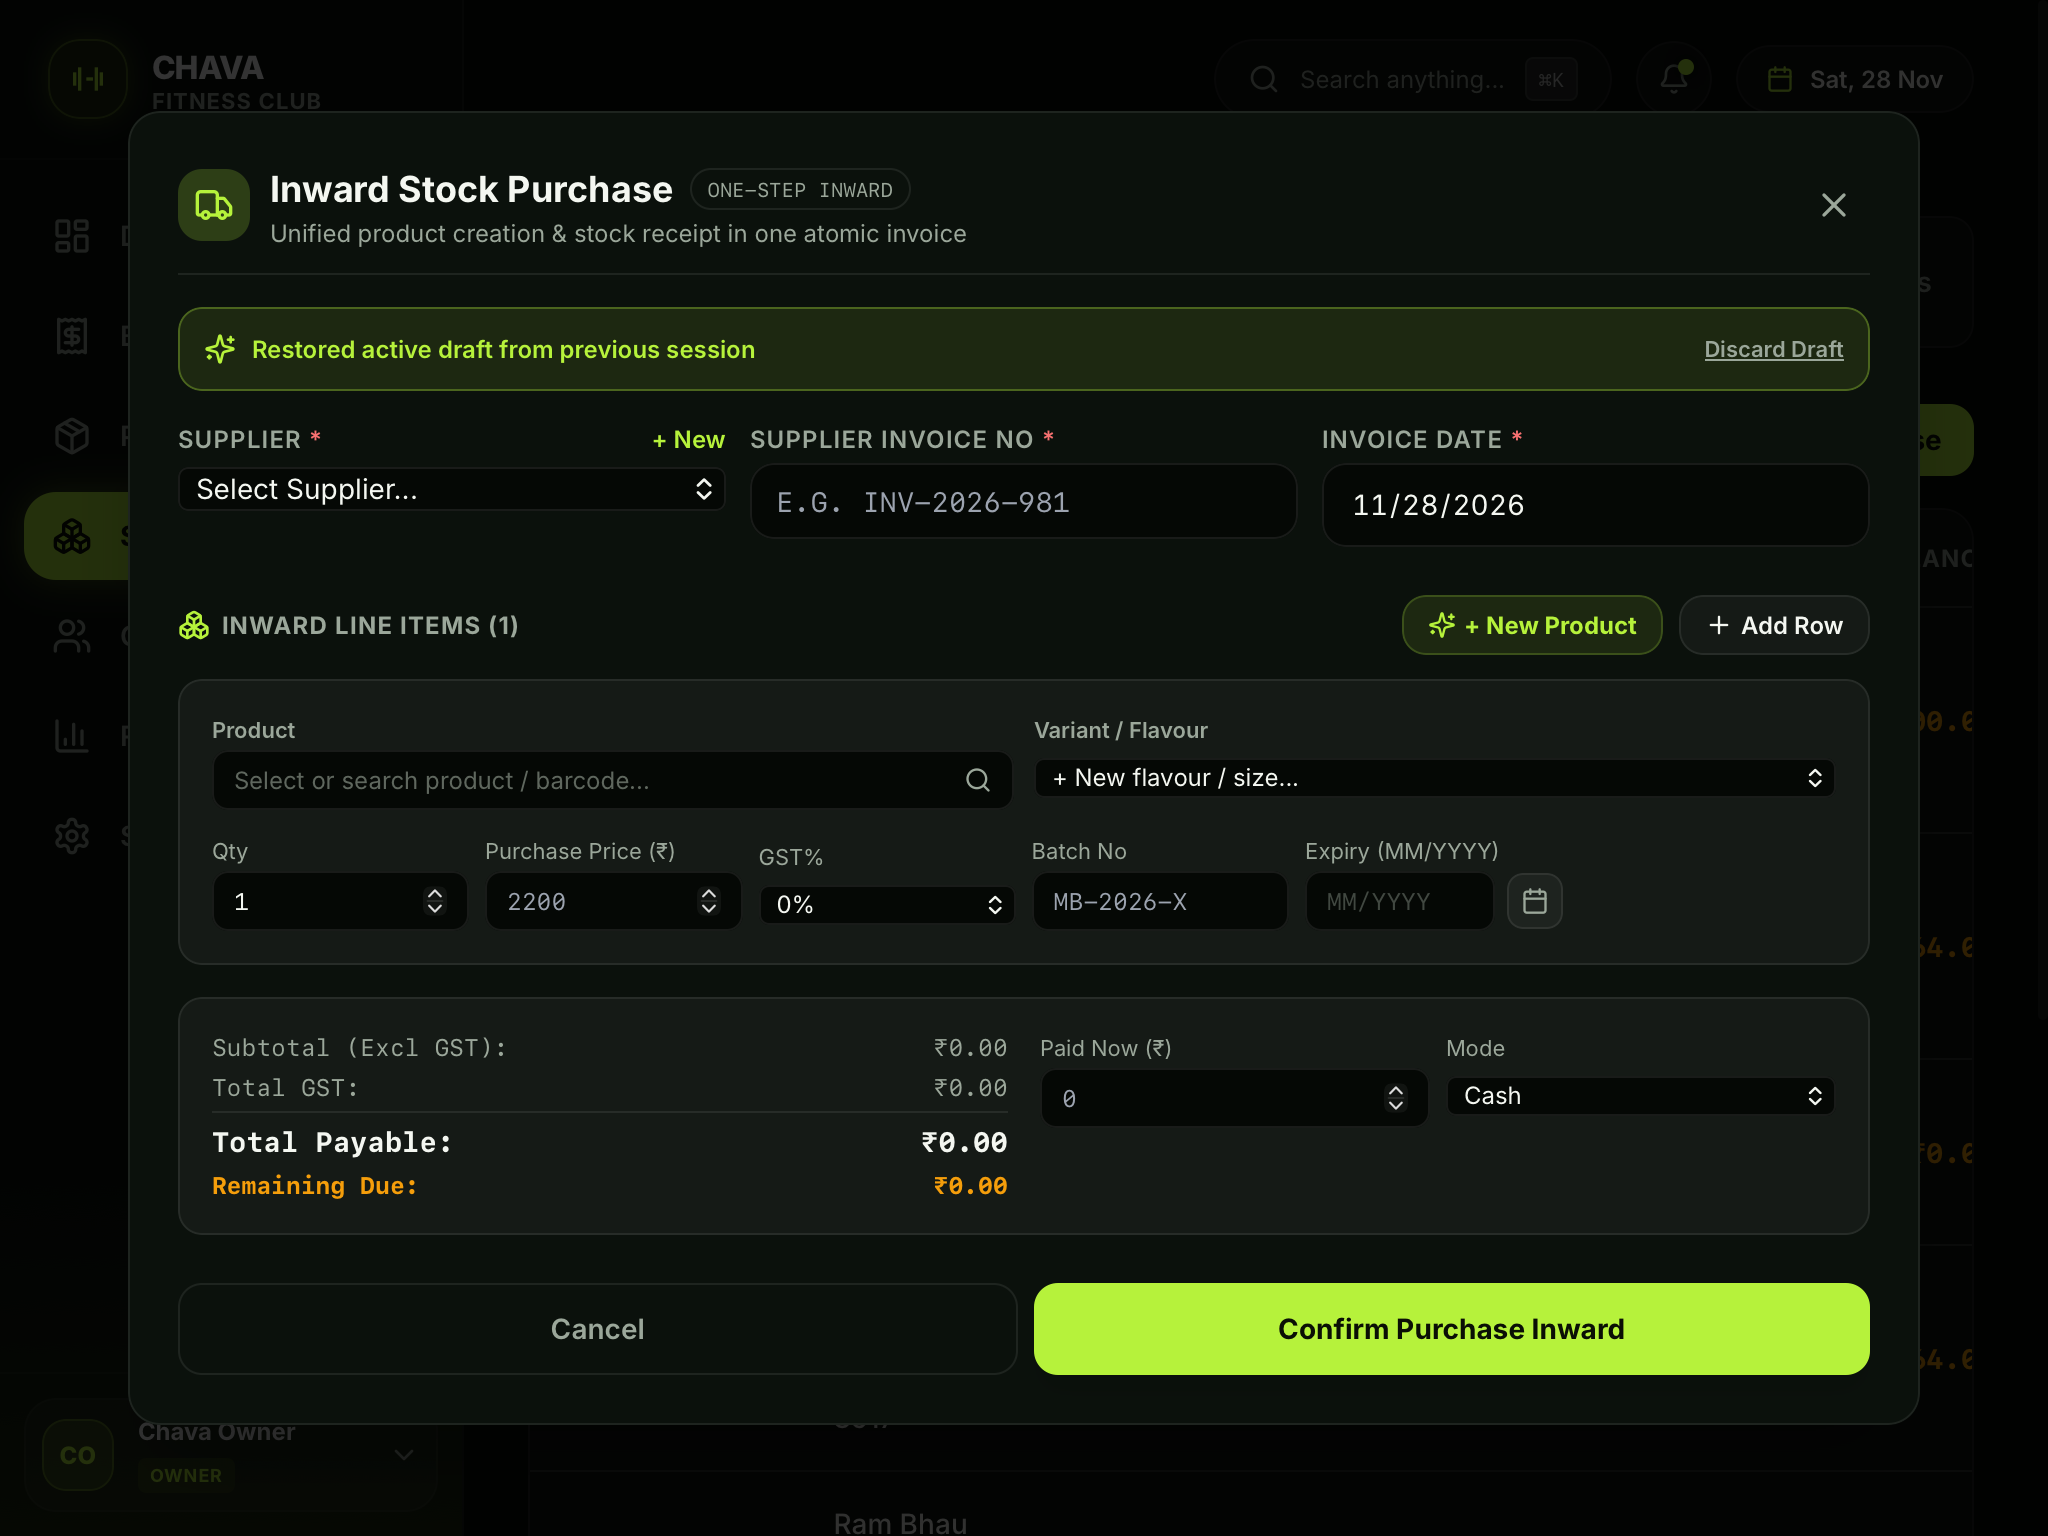 CHAVA
FITNESS CLUB
Search anything... ⌘K
Sat, 28 Nov
Inward Stock Purchase ONE-STEP INWARD
Unified product creation & stock receipt in one atomic invoice
Restored active draft from previous session Discard Draft
SUPPLIER * + New SUPPLIER INVOICE NO * INVOICE DATE *
Select Supplier... E.G. INV-2026-981 11/28/2026
INWARD LINE ITEMS (1) + New Product + Add Row
Product Variant / Flavour
Select or search product / barcode... + New flavour / size...
Qty Purchase Price (₹) GST% Batch No Expiry (MM/YYYY)
1 2200 0% MB-2026-X MM/YYYY
Subtotal (Excl GST): ₹0.00 Paid Now (₹) Mode
Total GST: ₹0.00 0 Cash
Total Payable: ₹0.00
Remaining Due: ₹0.00
Cancel Confirm Purchase Inward
Chava Owner
CO OWNER
Ram Bhau